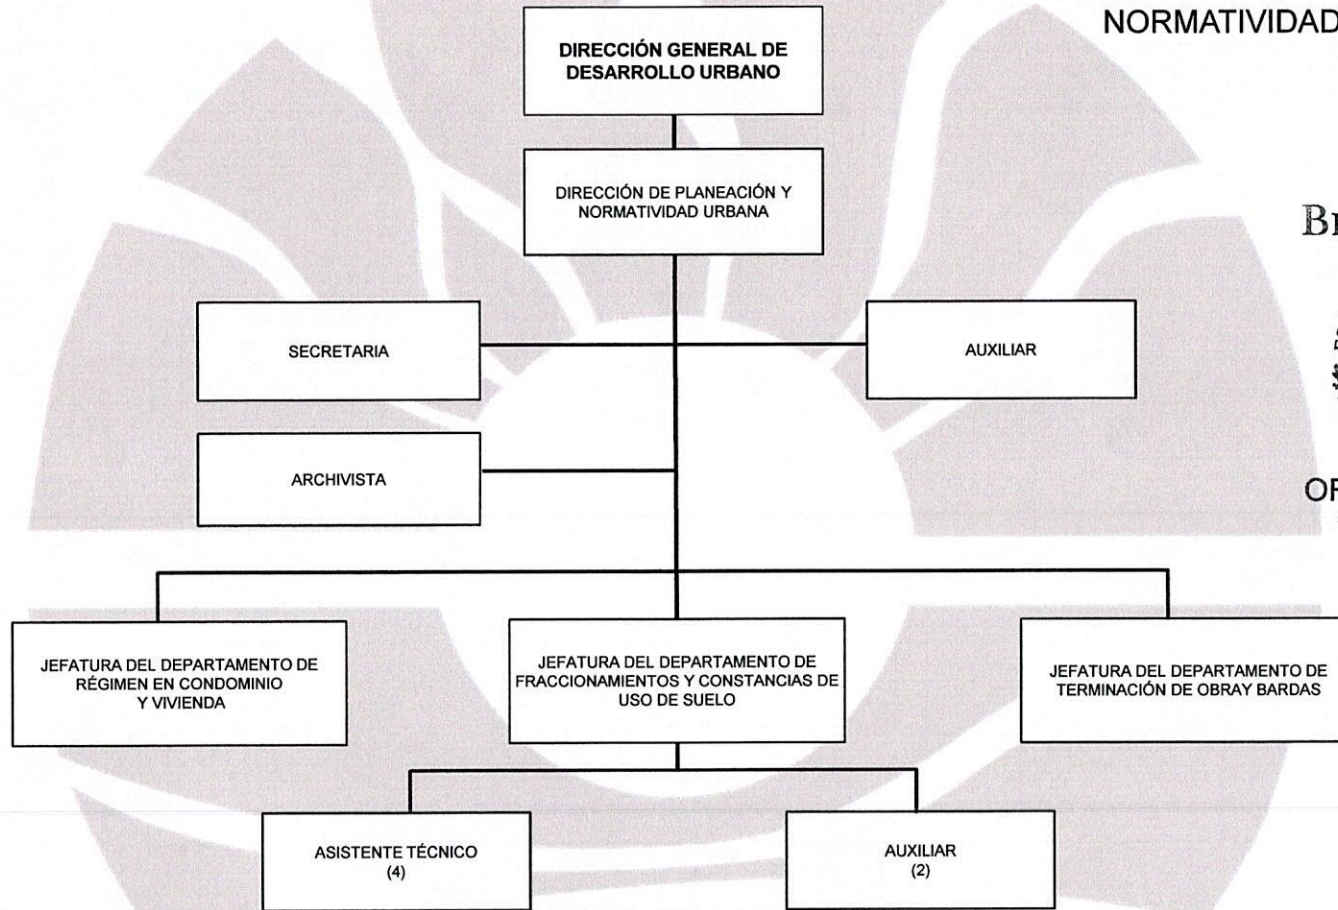 NORMATIVIDAD
DIRECCIÓN GENERAL DE
DESARROLLO URBANO
DIRECCIÓN DE PLANEACIÓN Y
NORMATIVIDAD URBANA
SECRETARIA
AUXILIAR
ARCHIVISTA
JEFATURA DEL DEPARTAMENTO DE
RÉGIMEN EN CONDOMINIO
Y VIVIENDA
JEFATURA DEL DEPARTAMENTO DE
FRACCIONAMIENTOS Y CONSTANCIAS DE
USO DE SUELO
JEFATURA DEL DEPARTAMENTO DE
TERMINACIÓN DE OBRAY BARDAS
ASISTENTE TÉCNICO
(4)
AUXILIAR
(2)